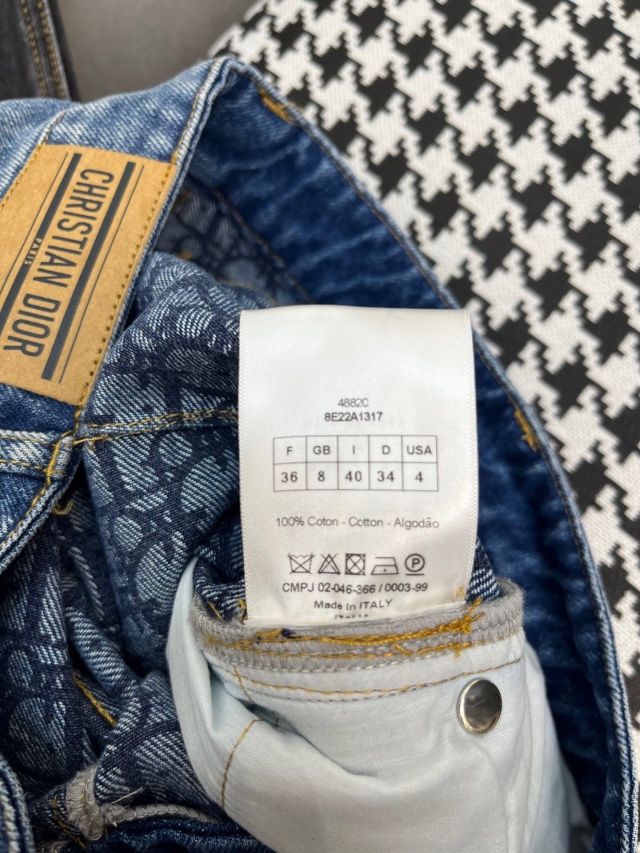 CHRISTIAN DIOR
PARIS
48820
8E22A1317
F GB I D USA
36 8 40 34 4
100% Coton - Cotton - Algodão
CMPJ 02-046-366 / 0003-99
Made in ITALY